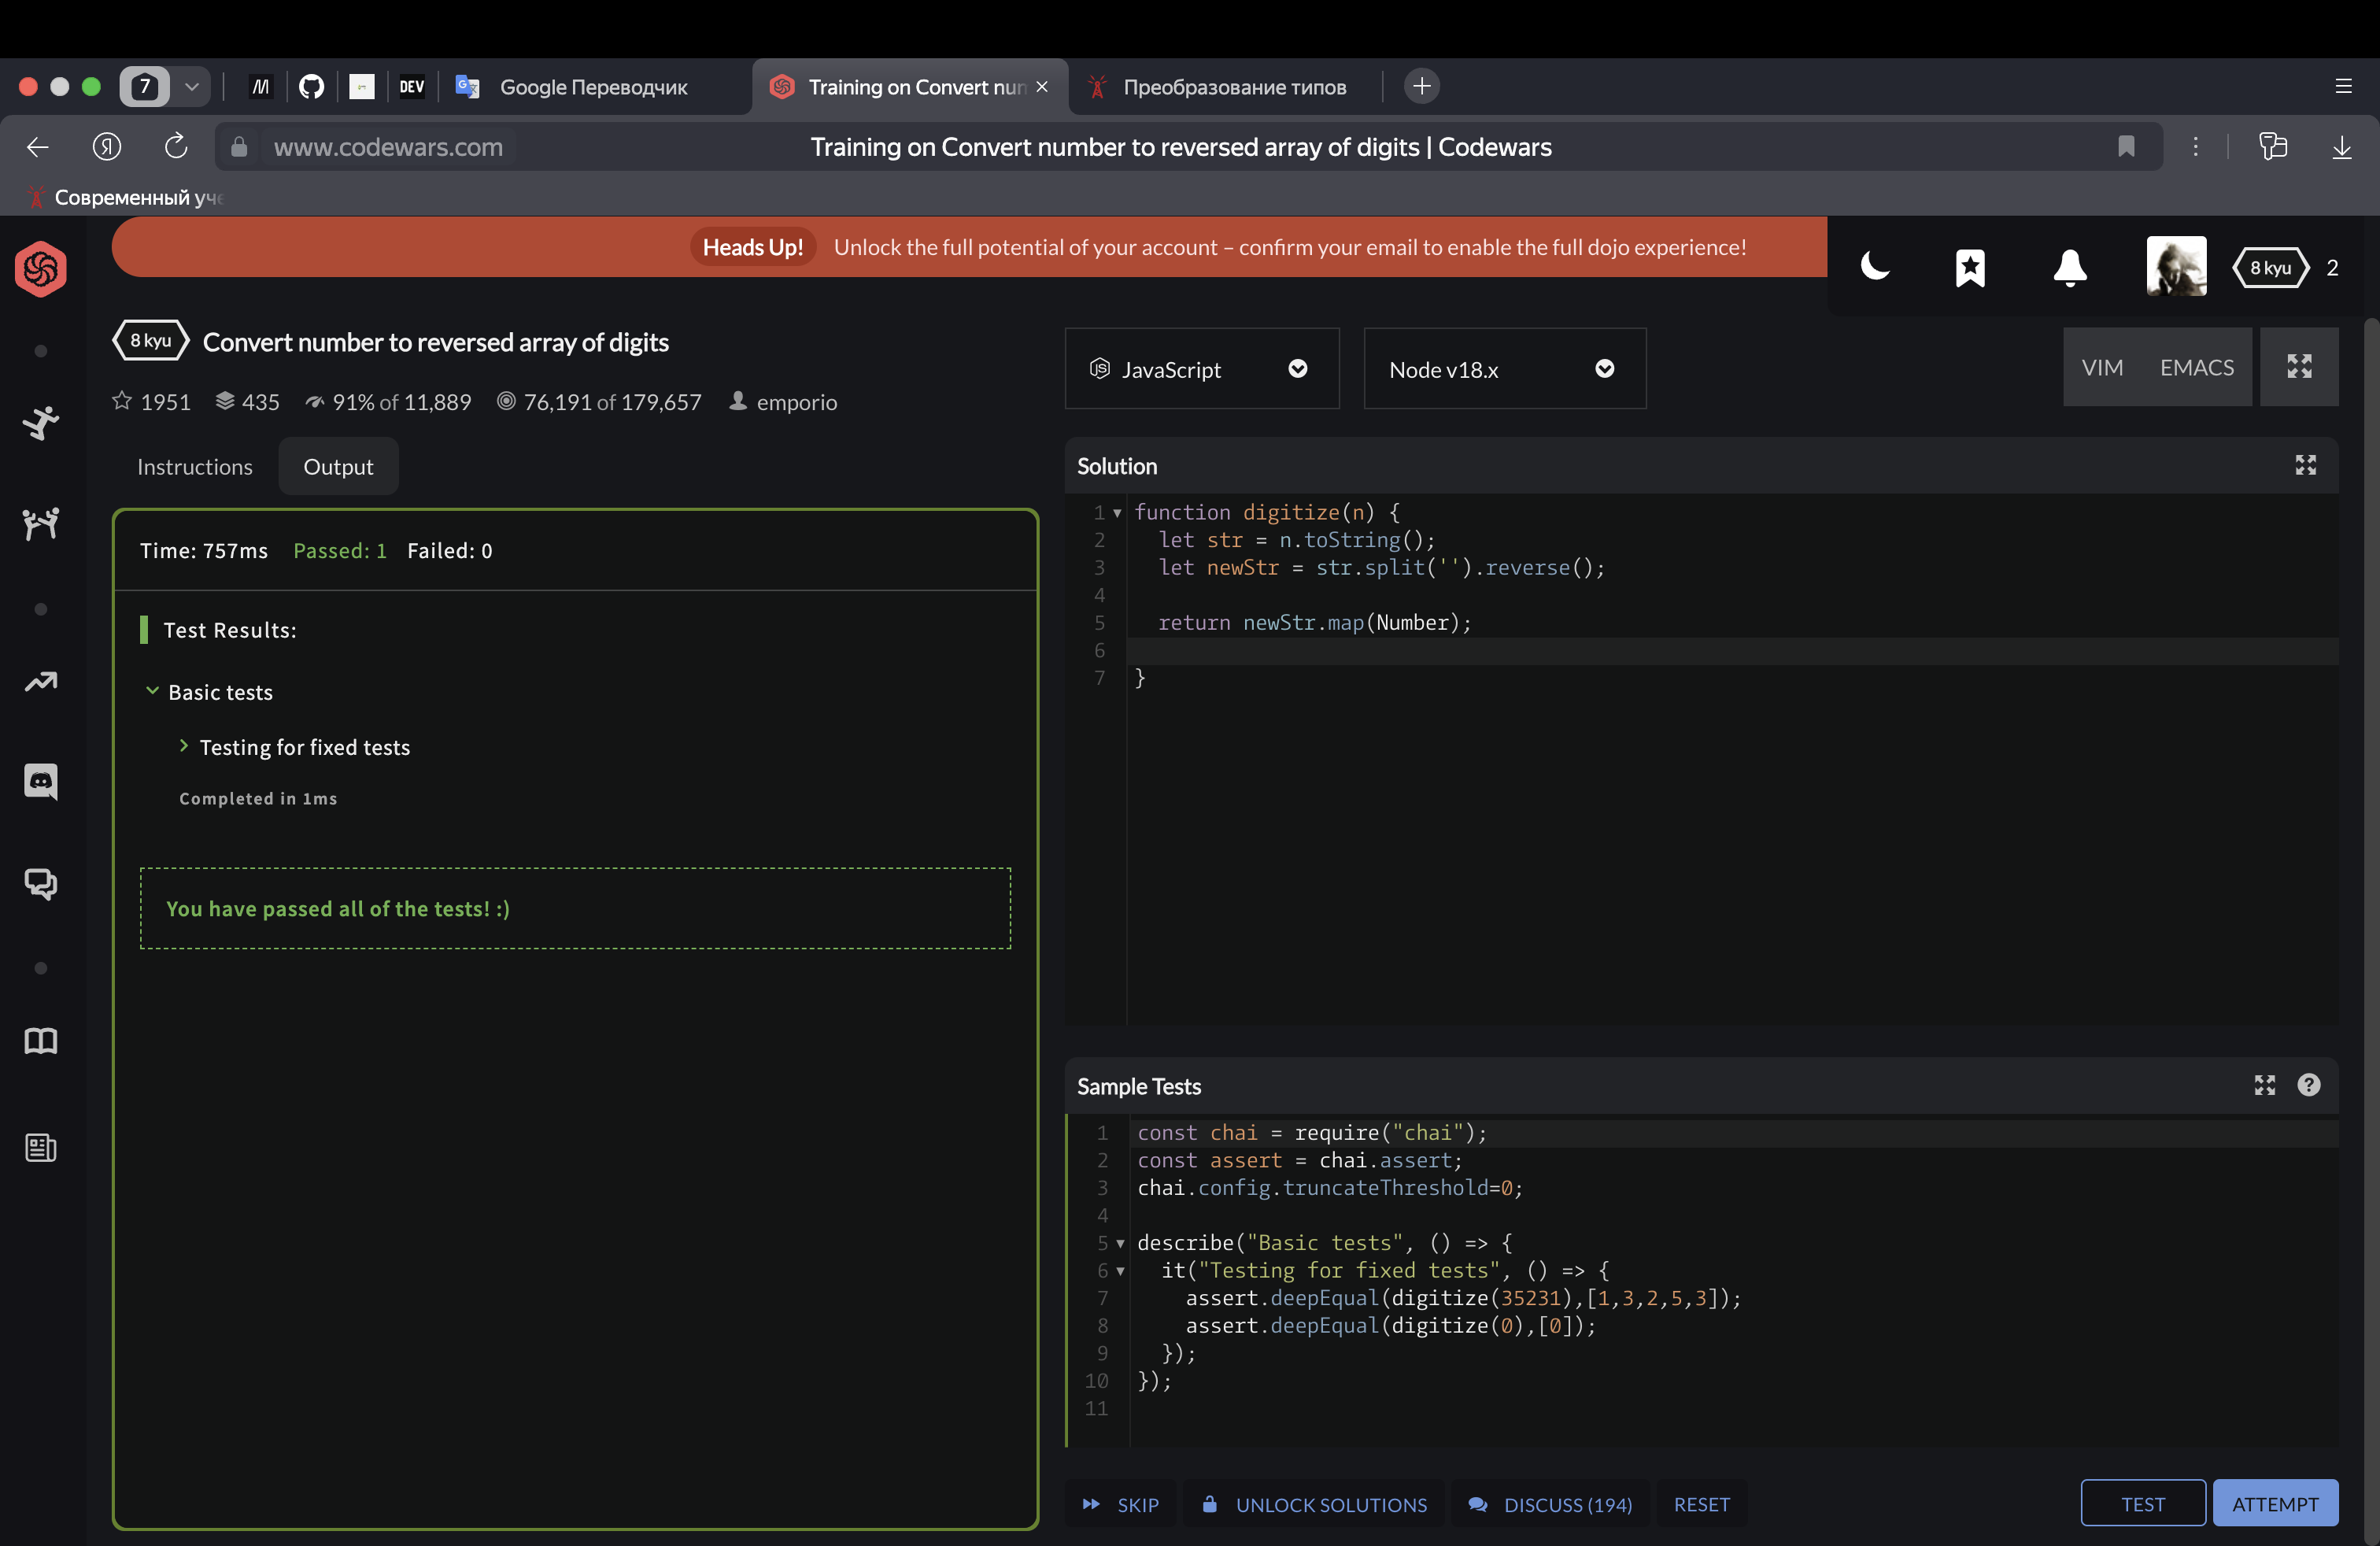 7
DEV
Google Переводчик
Training on Convert num
Преобразование типов
www.codewars.com
Training on Convert number to reversed array of digits | Codewars
Современный уче
Heads Up!
Unlock the full potential of your account – confirm your email to enable the full dojo experience!
8 kyu
2
8 kyu
Convert number to reversed array of digits
1951
435
91% of 11,889
76,191 of 179,657
emporio
JavaScript
Node v18.x
VIM
EMACS
Instructions
Output
Time: 757ms Passed: 1 Failed: 0
Test Results:
Basic tests
Testing for fixed tests
Completed in 1ms
You have passed all of the tests! :)
Solution
1 function digitize(n) {
2 let str = n.toString();
3 let newStr = str.split('').reverse();
4
5 return newStr.map(Number);
6
7 }
Sample Tests
1 const chai = require("chai");
2 const assert = chai.assert;
3 chai.config.truncateThreshold=0;
4
5 describe("Basic tests", () => {
6 it("Testing for fixed tests", () => {
7 assert.deepEqual(digitize(35231),[1,3,2,5,3]);
8 assert.deepEqual(digitize(0),[0]);
9 });
10 });
11
SKIP
UNLOCK SOLUTIONS
DISCUSS (194)
RESET
TEST
ATTEMPT